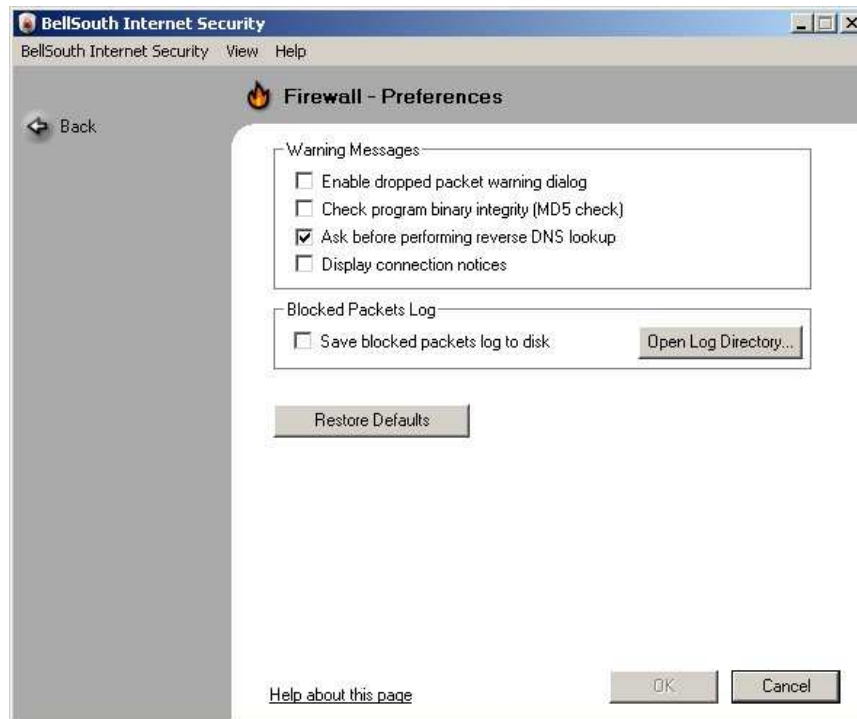 BellSouth Internet Security
BellSouth Internet Security View Help
Firewall - Preferences
Back
Warning Messages
Enable dropped packet warning dialog
Check program binary integrity (MD5 check)
Ask before performing reverse DNS lookup
Display connection notices
Blocked Packets Log
Save blocked packets log to disk
Open Log Directory...
Restore Defaults
Help about this page
OK
Cancel